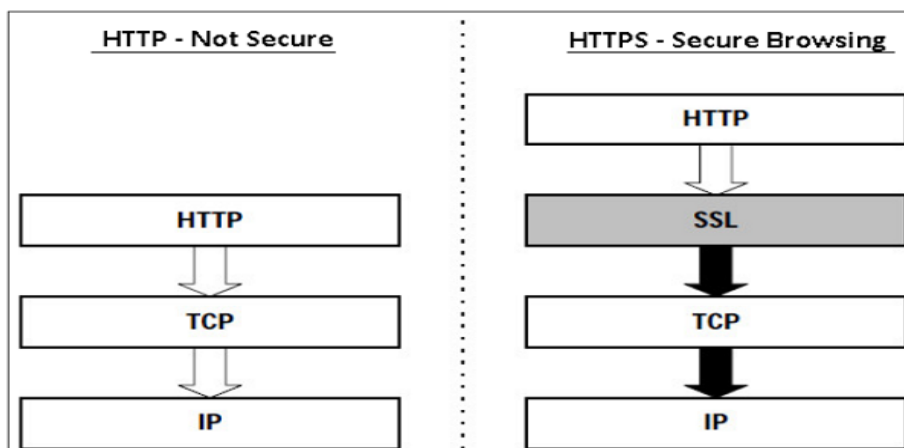 HTTP - Not Secure
HTTP
TCP
IP
HTTPS - Secure Browsing
HTTP
SSL
TCP
IP